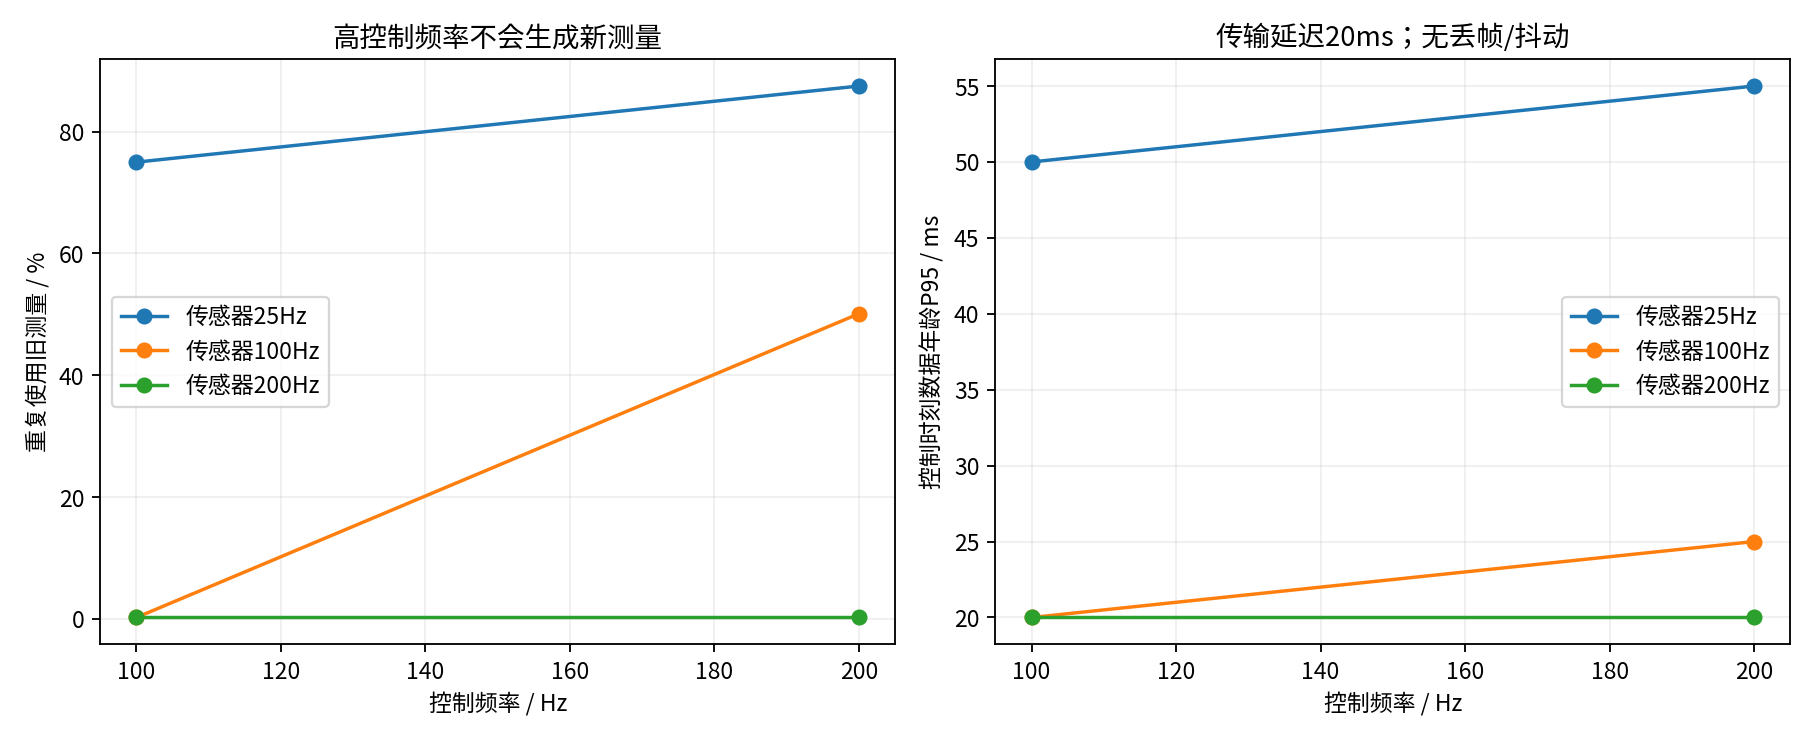 高控制频率不会生成新测量
重复使用旧测量 / %
80
60
40
20
0
传感器25Hz
传感器100Hz
传感器200Hz
100
120
140
160
180
200
控制频率 / Hz
传输延迟20ms；无丢帧/抖动
控制时刻数据年龄P95 / ms
55
50
45
40
35
30
25
20
传感器25Hz
传感器100Hz
传感器200Hz
100
120
140
160
180
200
控制频率 / Hz